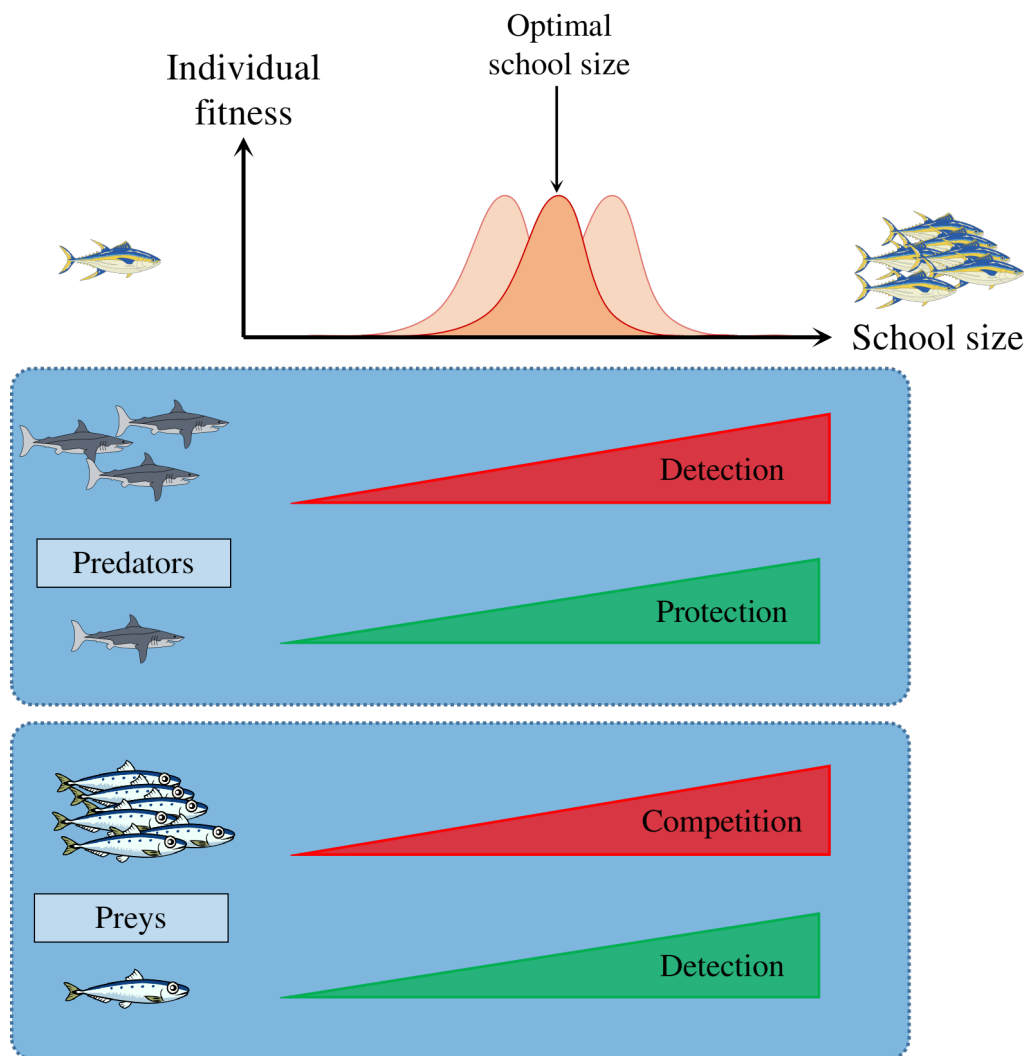 Optimal
school size
Individual
fitness
School size
Detection
Predators
Protection
Competition
Preys
Detection